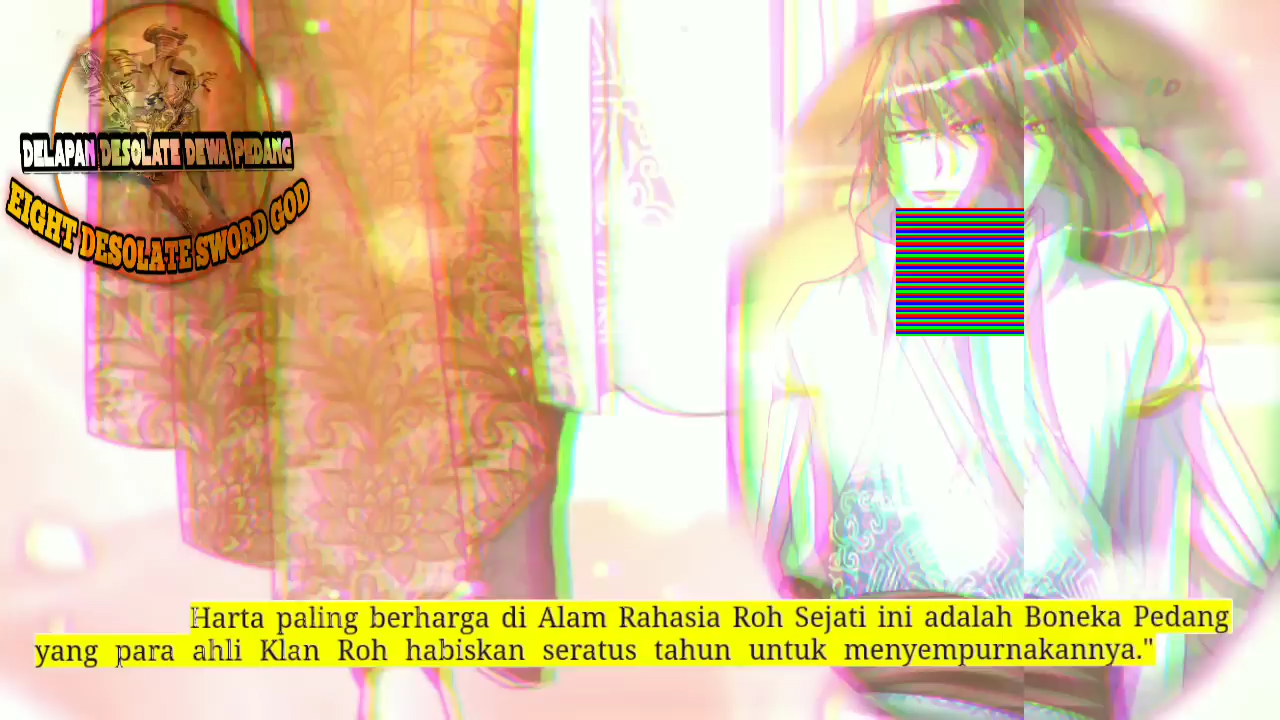 DELAPAN DESOLATE DEWA PEDANG
EIGHT DESOLATE SWORD GOD
Harta paling berharga di Alam Rahasia Roh Sejati ini adalah Boneka Pedang
yang para ahli Klan Roh habiskan seratus tahun untuk menyempurnakannya."